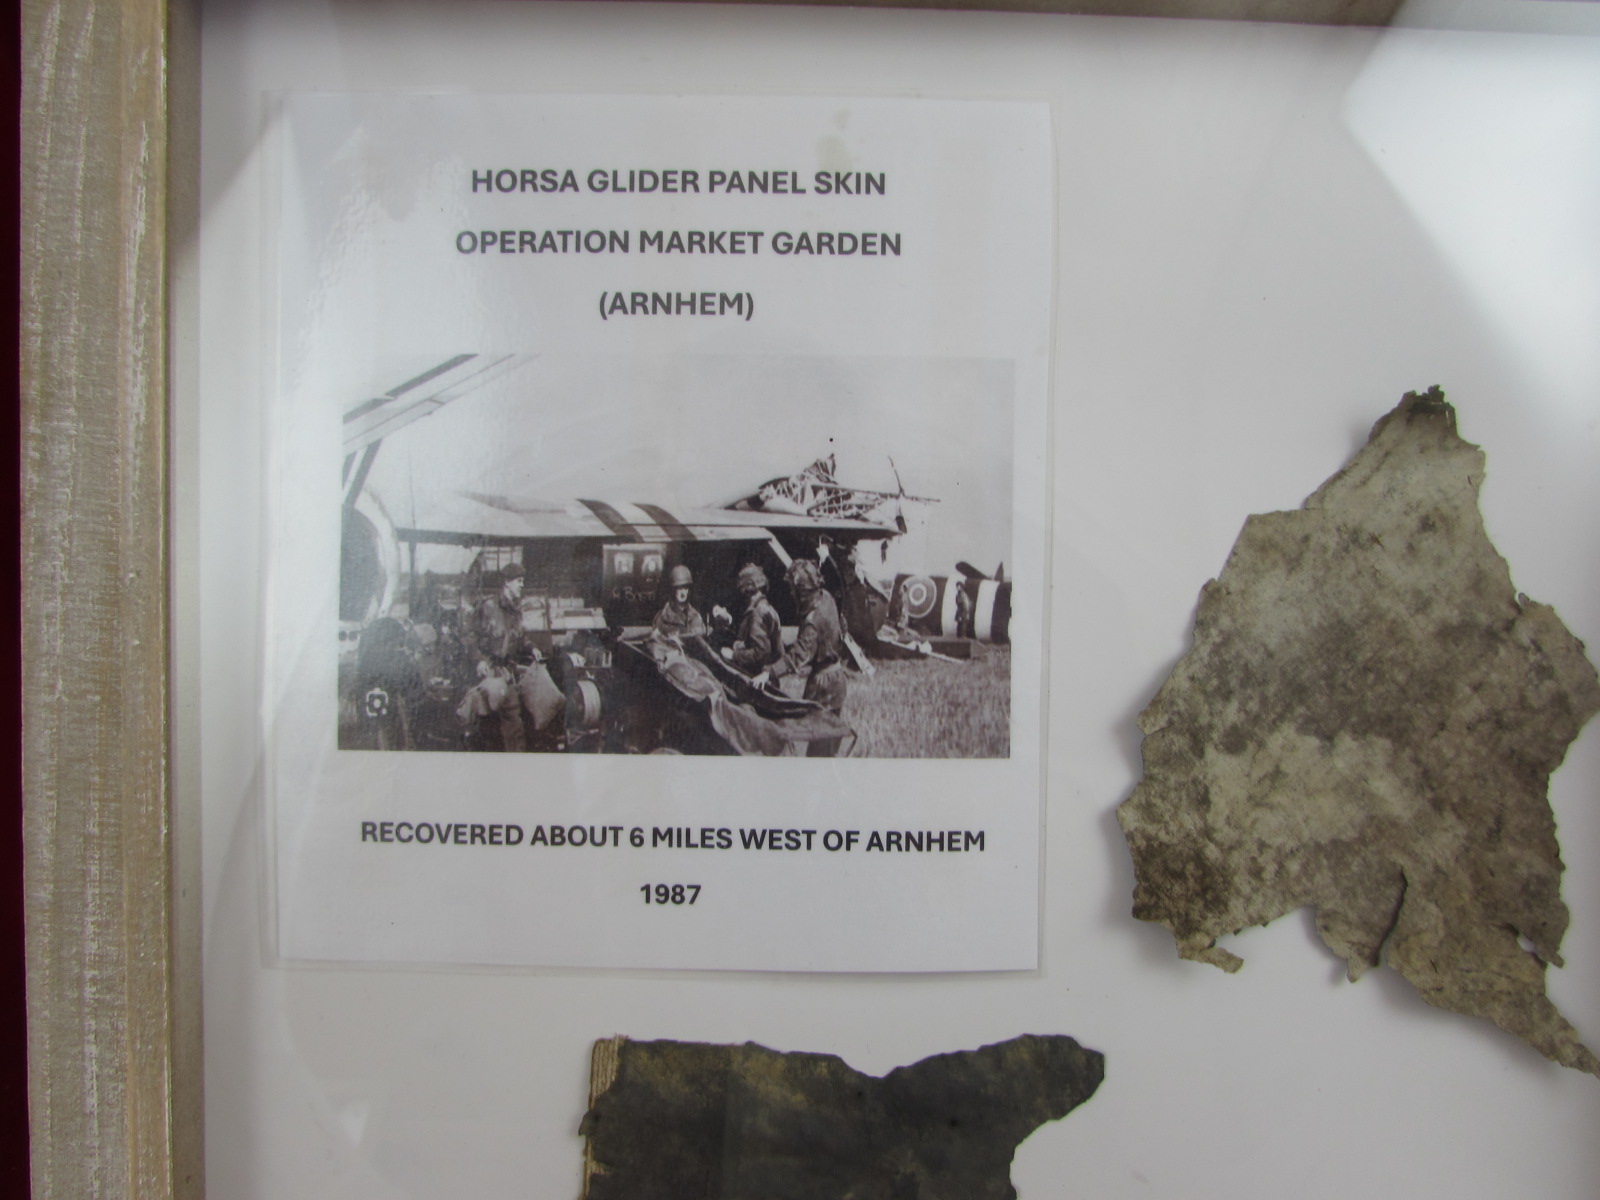 HORSA GLIDER PANEL SKIN
OPERATION MARKET GARDEN
(ARNHEM)
RECOVERED ABOUT 6 MILES WEST OF ARNHEM
1987